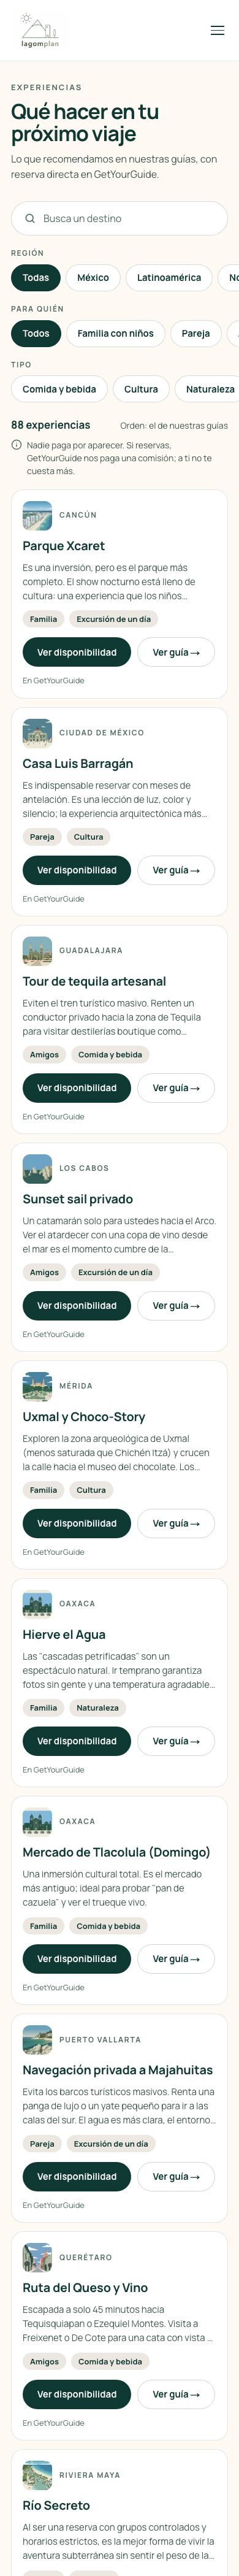 lagomplan
EXPERIENCIAS
Qué hacer en tu
próximo viaje
Lo que recomendamos en nuestras guías, con
reserva directa en GetYourGuide.
Busca un destino
REGIÓN
Todas México Latinoamérica No
PARA QUIÉN
Todos Familia con niños Pareja
TIPO
Comida y bebida Cultura Naturaleza
88 experiencias Orden: el de nuestras guías
Nadie paga por aparecer. Si reservas,
GetYourGuide nos paga una comisión; a ti no te
cuesta más.
CANCÚN
Parque Xcaret
Es una inversión, pero es el parque más
completo. El show nocturno está lleno de
cultura: una experiencia que los niños…
Familia Excursión de un día
Ver disponibilidad Ver guía →
En GetYourGuide
CIUDAD DE MÉXICO
Casa Luis Barragán
Es indispensable reservar con meses de
antelación. Es una lección de luz, color y
silencio; la experiencia arquitectónica más…
Pareja Cultura
Ver disponibilidad Ver guía →
En GetYourGuide
GUADALAJARA
Tour de tequila artesanal
Eviten el tren turístico masivo. Renten un
conductor privado hacia la zona de Tequila
para visitar destilerías boutique como…
Amigos Comida y bebida
Ver disponibilidad Ver guía →
En GetYourGuide
LOS CABOS
Sunset sail privado
Un catamarán solo para ustedes hacia el Arco.
Ver el atardecer con una copa de vino desde
el mar es el momento cumbre de la…
Amigos Excursión de un día
Ver disponibilidad Ver guía →
En GetYourGuide
MÉRIDA
Uxmal y Choco-Story
Exploren la zona arqueológica de Uxmal
(menos saturada que Chichén Itzá) y crucen
la calle hacia el museo del chocolate. Los…
Familia Cultura
Ver disponibilidad Ver guía →
En GetYourGuide
OAXACA
Hierve el Agua
Las "cascadas petrificadas" son un
espectáculo natural. Ir temprano garantiza
fotos sin gente y una temperatura agradable…
Familia Naturaleza
Ver disponibilidad Ver guía →
En GetYourGuide
OAXACA
Mercado de Tlacolula (Domingo)
Una inmersión cultural total. Es el mercado
más antiguo; ideal para probar "pan de
cazuela" y ver el trueque vivo.
Familia Comida y bebida
Ver disponibilidad Ver guía →
En GetYourGuide
PUERTO VALLARTA
Navegación privada a Majahuitas
Evita los barcos turísticos masivos. Renta una
panga de lujo o un yate pequeño para ir a las
calas del sur. El agua es más clara, el entorno…
Pareja Excursión de un día
Ver disponibilidad Ver guía →
En GetYourGuide
QUERÉTARO
Ruta del Queso y Vino
Escapada a solo 45 minutos hacia
Tequisquiapan o Ezequiel Montes. Visita a
Freixenet o De Cote para una cata con vista …
Amigos Comida y bebida
Ver disponibilidad Ver guía →
En GetYourGuide
RIVIERA MAYA
Río Secreto
Al ser una reserva con grupos controlados y
horarios estrictos, es la mejor forma de vivir la
aventura subterránea sin sentir el peso de la…